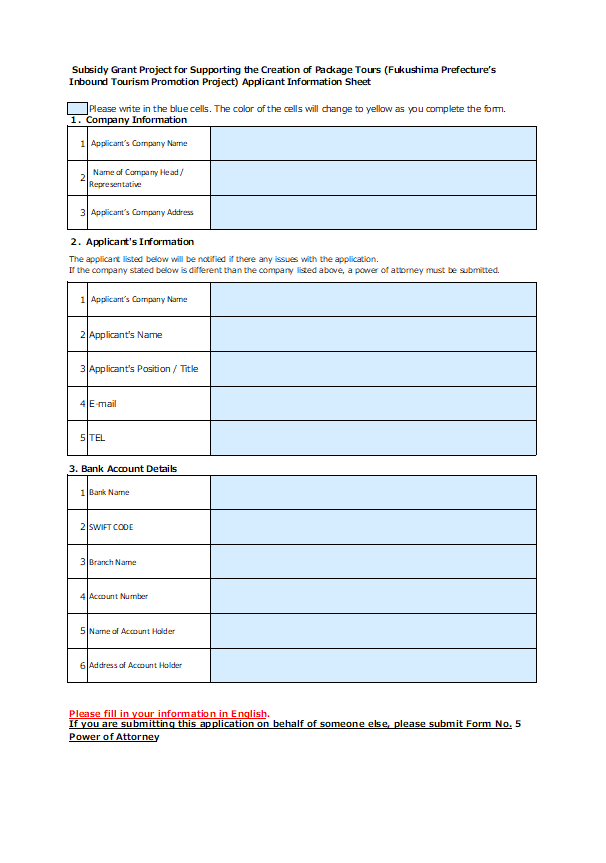 Subsidy Grant Project for Supporting the Creation of Package Tours (Fukushima Prefecture’s
Inbound Tourism Promotion Project) Applicant Information Sheet
Please write in the blue cells. The color of the cells will change to yellow as you complete the form.
1. Company Information
1 Applicant’s Company Name
2 Name of Company Head /
Representative
3 Applicant’s Company Address
2. Applicant's Information
The applicant listed below will be notified if there any issues with the application.
If the company stated below is different than the company listed above, a power of attorney must be submitted.
1 Applicant’s Company Name
2 Applicant's Name
3 Applicant's Position / Title
4 E-mail
5 TEL
3. Bank Account Details
1 Bank Name
2 SWIFT CODE
3 Branch Name
4 Account Number
5 Name of Account Holder
6 Address of Account Holder
Please fill in your information in English.
If you are submitting this application on behalf of someone else, please submit Form No. 5
Power of Attorney